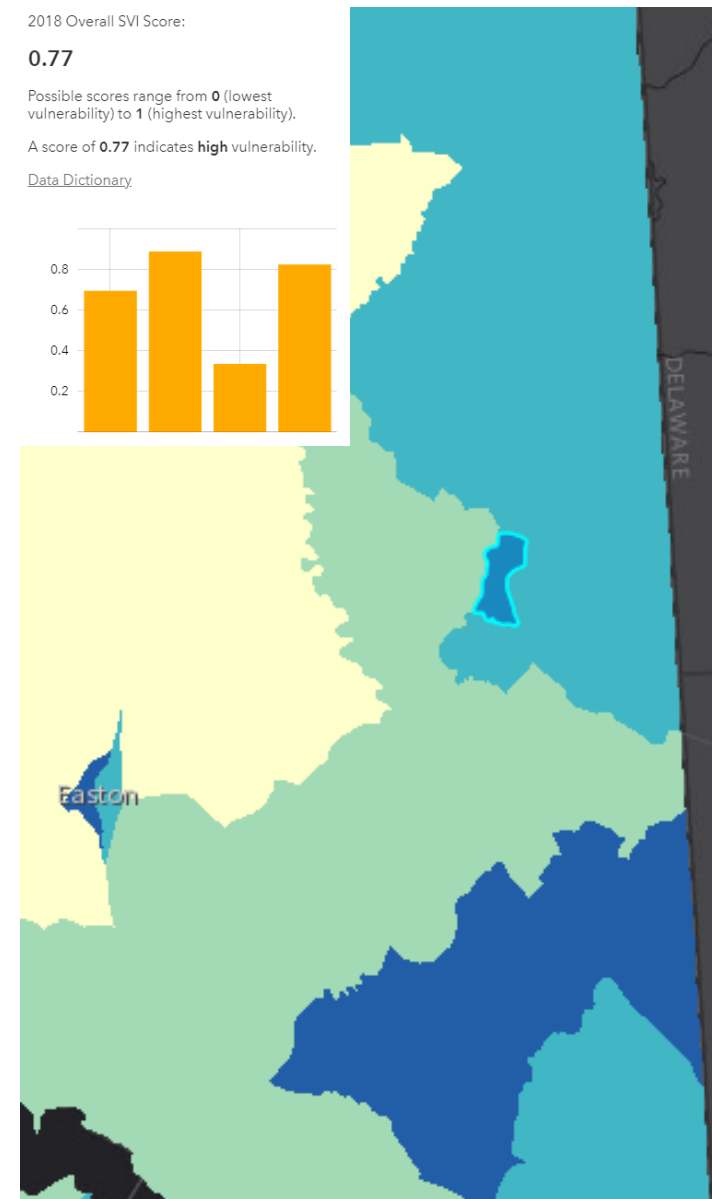 2018 Overall SVI Score:
0.77
Possible scores range from 0 (lowest
vulnerability) to 1 (highest vulnerability).
A score of 0.77 indicates high vulnerability.
Data Dictionary
0.8
0.6
0.4
0.2
DELAWARE
Easton